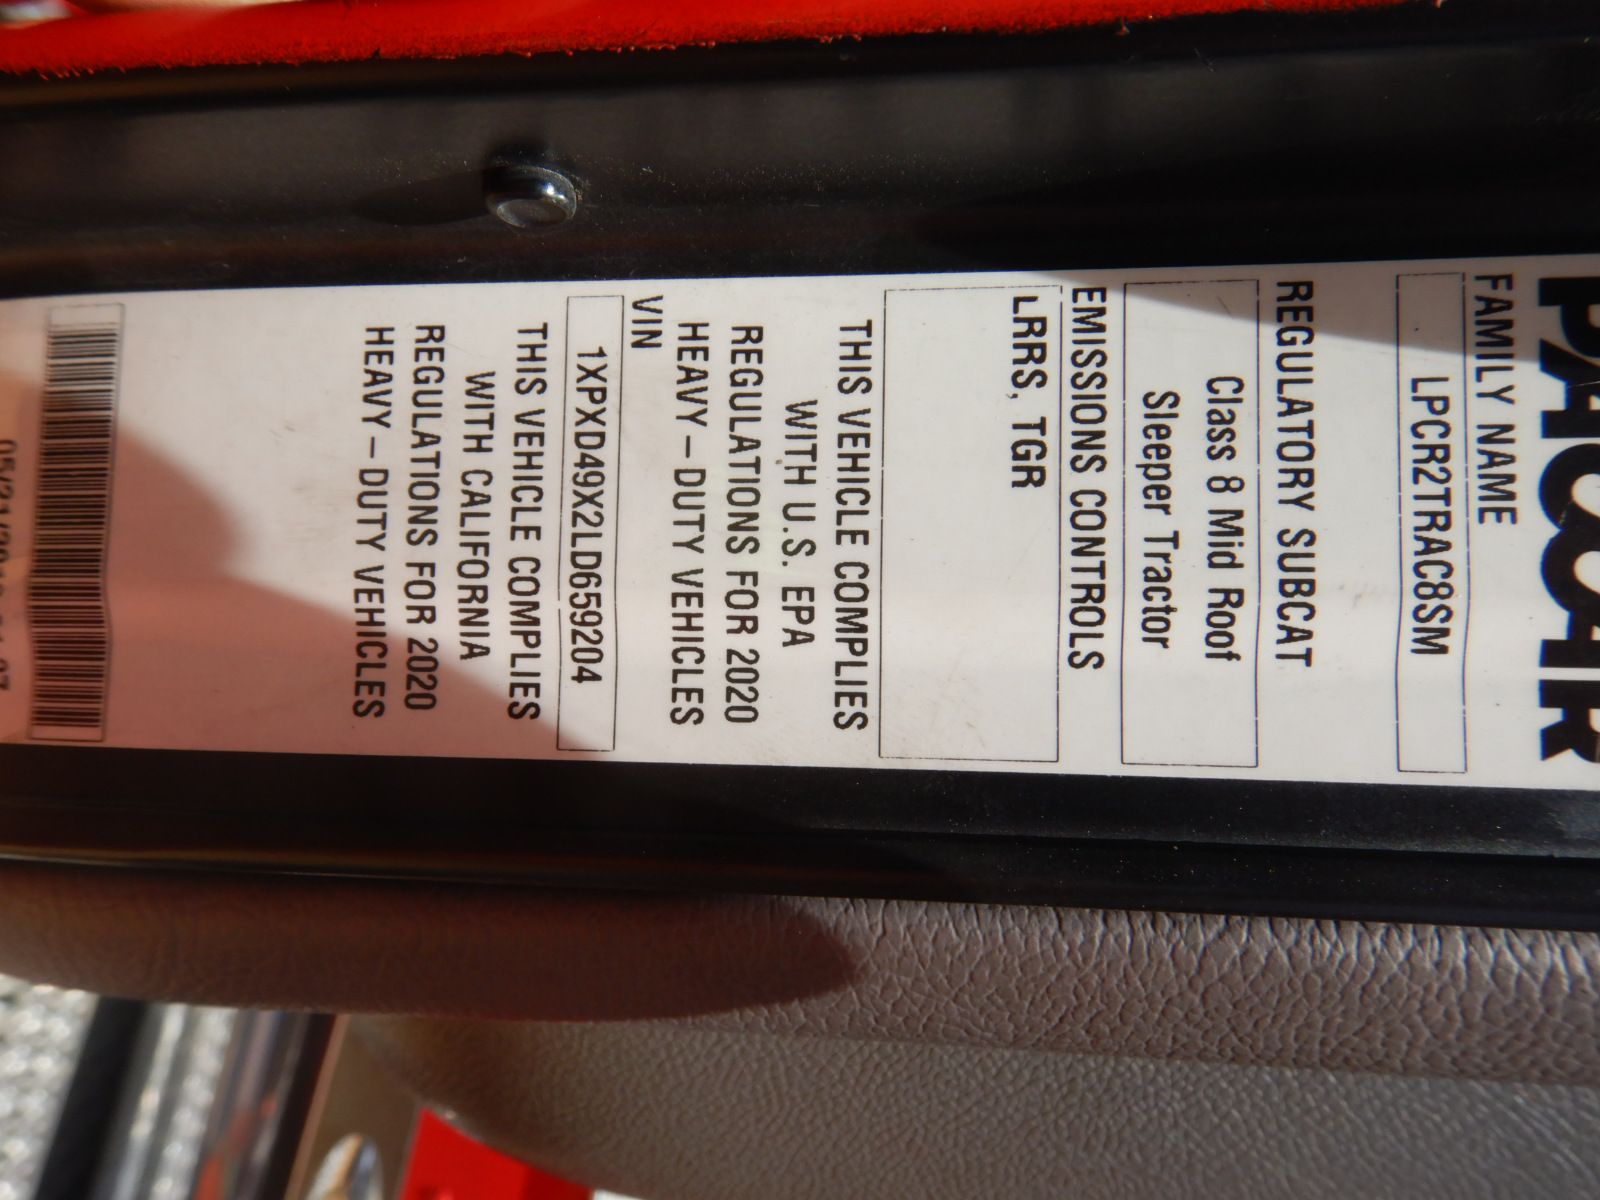 PACCAR
FAMILY NAME
LPCR2TRAC8SM
REGULATORY SUBCAT
Class 8 Mid Roof
Sleeper Tractor
EMISSIONS CONTROLS
LRRS, TGR
THIS VEHICLE COMPLIES
WITH U.S. EPA
REGULATIONS FOR 2020
HEAVY–DUTY VEHICLES
VIN
1XPXD49X2LD659204
THIS VEHICLE COMPLIES
WITH CALIFORNIA
REGULATIONS FOR 2020
HEAVY–DUTY VEHICLES